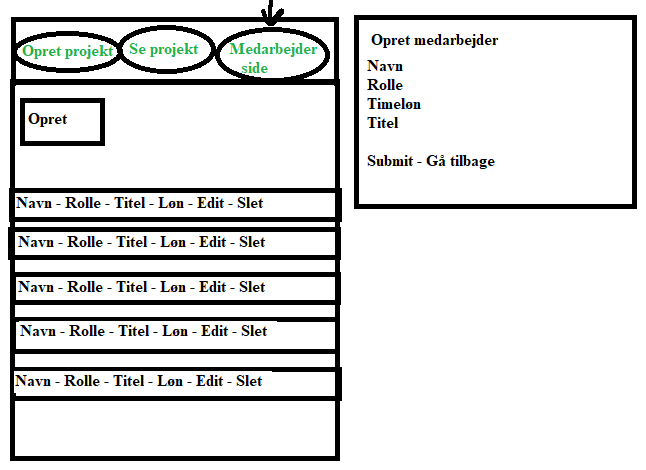 Opret projekt
Se projekt
Medarbejder
side
Opret
Navn - Rolle - Titel - Løn - Edit - Slet
Navn - Rolle - Titel - Løn - Edit - Slet
Navn - Rolle - Titel - Løn - Edit - Slet
Navn - Rolle - Titel - Løn - Edit - Slet
Navn - Rolle - Titel - Løn - Edit - Slet
Opret medarbejder
Navn
Rolle
Timeløn
Titel
Submit - Gå tilbage